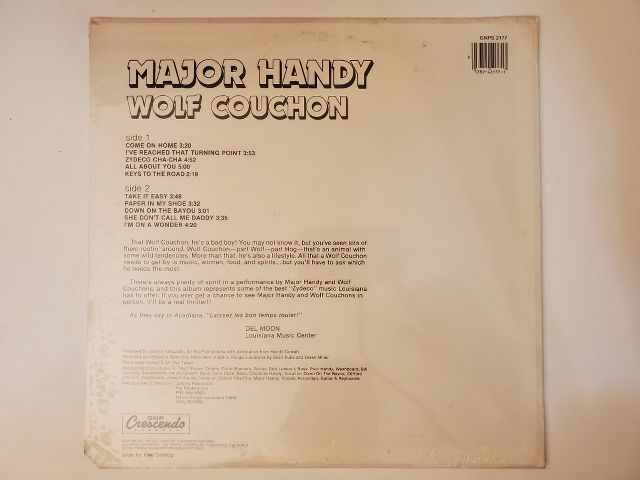 GNPS 2177
MAJOR HANDY
WOLF COUCHON
side 1
COME ON HOME 3:20
I'VE REACHED THAT TURNING POINT 3:53
ZYDECO CHA-CHA 4:52
ALL ABOUT YOU 5:00
KEYS TO THE ROAD 2:19
side 2
TAKE IT EASY 3:48
PAPER IN MY SHOE 3:32
DOWN ON THE BAYOU 3:01
SHE DON'T CALL ME DADDY 3:35
I'M ON A WONDER 4:20
That Wolf Couchon, he's a bad boy! You may not know it, but you've seen lots of
them rootin' around. Wolf Couchon—part Wolf—part Hog—that's an animal with
some wild tendencies. More than that, he's also a lifestyle. All that a Wolf Couchon
needs to get by is music, women, food, and spirits...but you'll have to ask which
he needs the most.
There's always plenty of spirit in a performance by Major Handy and Wolf
Couchons, and this album represents some of the best "Zydeco" music Louisiana
has to offer. If you ever get a chance to see Major Handy and Wolf Couchons in
person, it'll be a real thriller!!
As they say in Acadiana, "Laissez les bon temps rouler!"
DEL MOON
Louisiana Music Center
GNP
Crescendo
RECORDS
Write for Free Catalog